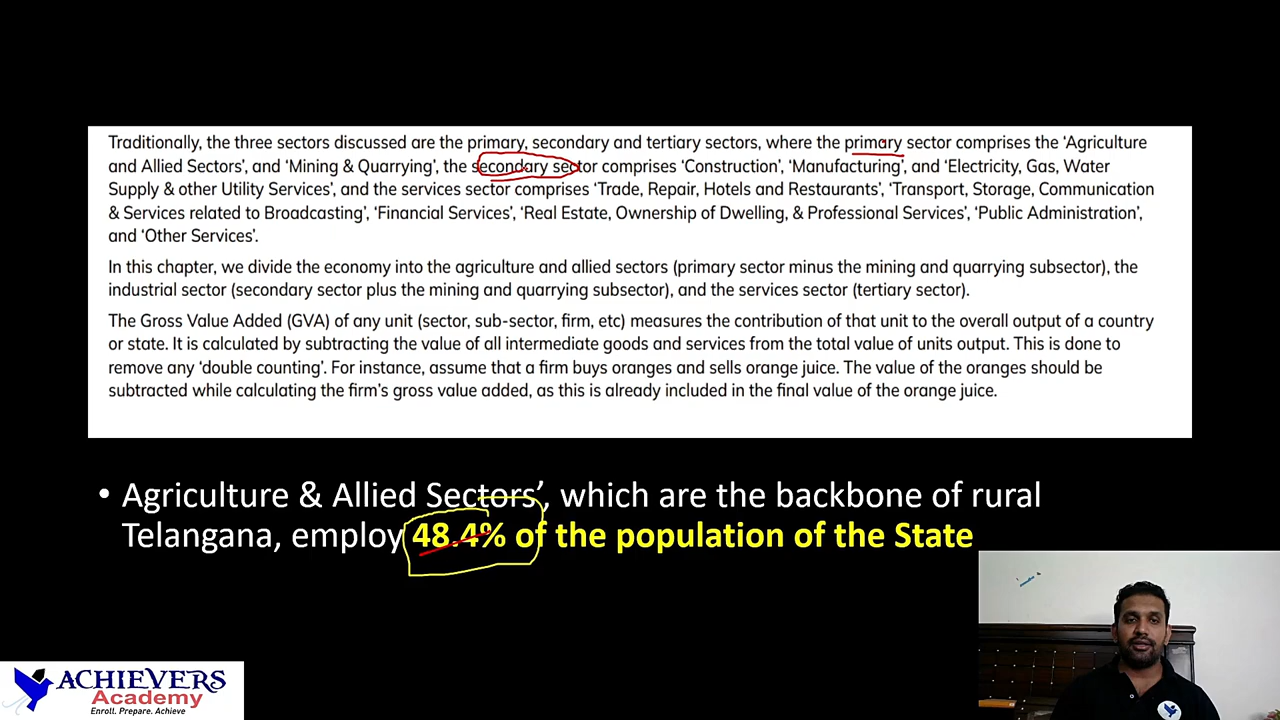 Traditionally, the three sectors discussed are the primary, secondary and tertiary sectors, where the primary sector comprises the ‘Agriculture
and Allied Sectors’, and ‘Mining & Quarrying’, the secondary sector comprises ‘Construction’, ‘Manufacturing’, and ‘Electricity, Gas, Water
Supply & other Utility Services’, and the services sector comprises ‘Trade, Repair, Hotels and Restaurants’, ‘Transport, Storage, Communication
& Services related to Broadcasting’, ‘Financial Services’, ‘Real Estate, Ownership of Dwelling, & Professional Services’, ‘Public Administration’,
and ‘Other Services’.
In this chapter, we divide the economy into the agriculture and allied sectors (primary sector minus the mining and quarrying subsector), the
industrial sector (secondary sector plus the mining and quarrying subsector), and the services sector (tertiary sector).
The Gross Value Added (GVA) of any unit (sector, sub-sector, firm, etc) measures the contribution of that unit to the overall output of a country
or state. It is calculated by subtracting the value of all intermediate goods and services from the total value of units output. This is done to
remove any ‘double counting’. For instance, assume that a firm buys oranges and sells orange juice. The value of the oranges should be
subtracted while calculating the firm’s gross value added, as this is already included in the final value of the orange juice.
• Agriculture & Allied Sectors’, which are the backbone of rural
Telangana, employ 48.4% of the population of the State
ACHIEVERS
Academy
Enroll. Prepare. Achieve